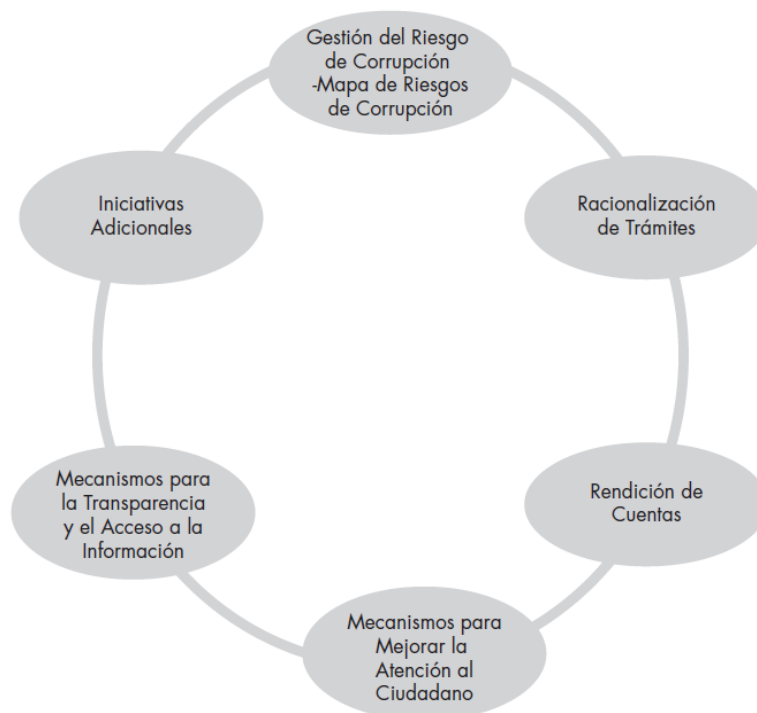 Gestión del Riesgo
de Corrupción
-Mapa de Riesgos
de Corrupción
Racionalización
de Trámites
Rendición de
Cuentas
Mecanismos para
Mejorar la
Atención al
Ciudadano
Mecanismos para
la Transparencia
y el Acceso a la
Información
Iniciativas
Adicionales